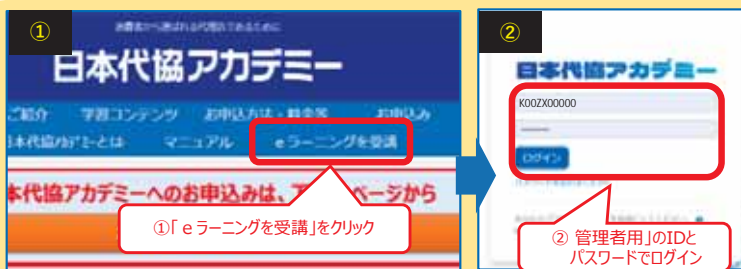 ①
消費者から選ばれる代理店であるために
日本代協アカデミー
ご紹介 学習コンテンツ お申込方法・料金等 お申込み
日本代協アカデミーとは マニュアル eラーニングを受講
本代協アカデミーへのお申込みは、ア ページから
①「eラーニングを受講」をクリック
②
日本代協アカデミー
K00ZX00000
ログイン
② 管理者用」のIDと
パスワードでログイン